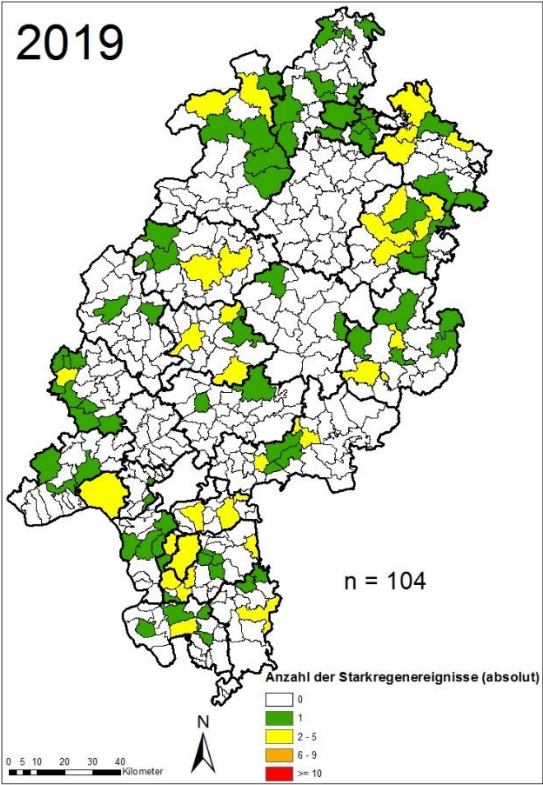 2019
n = 104
Anzahl der Starkregenereignisse (absolut)
0
1
2 - 5
6 - 9
>= 10
N
0 5 10 20 30 40
Kilometer